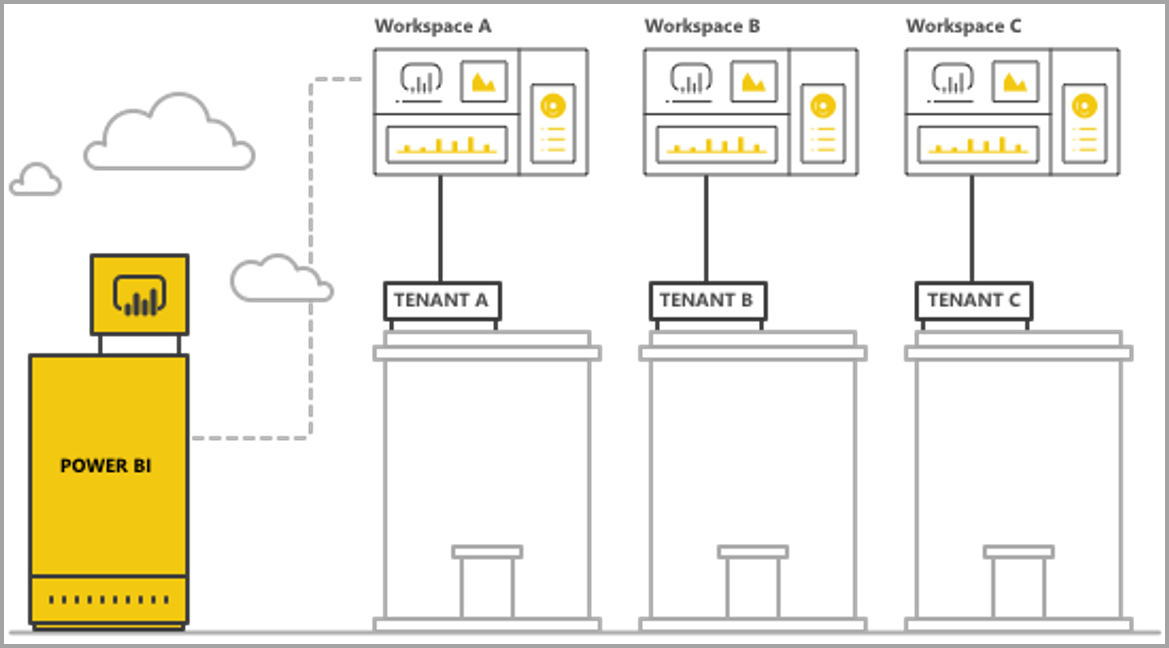 Workspace A
Workspace B
Workspace C
TENANT A
TENANT B
TENANT C
POWER BI